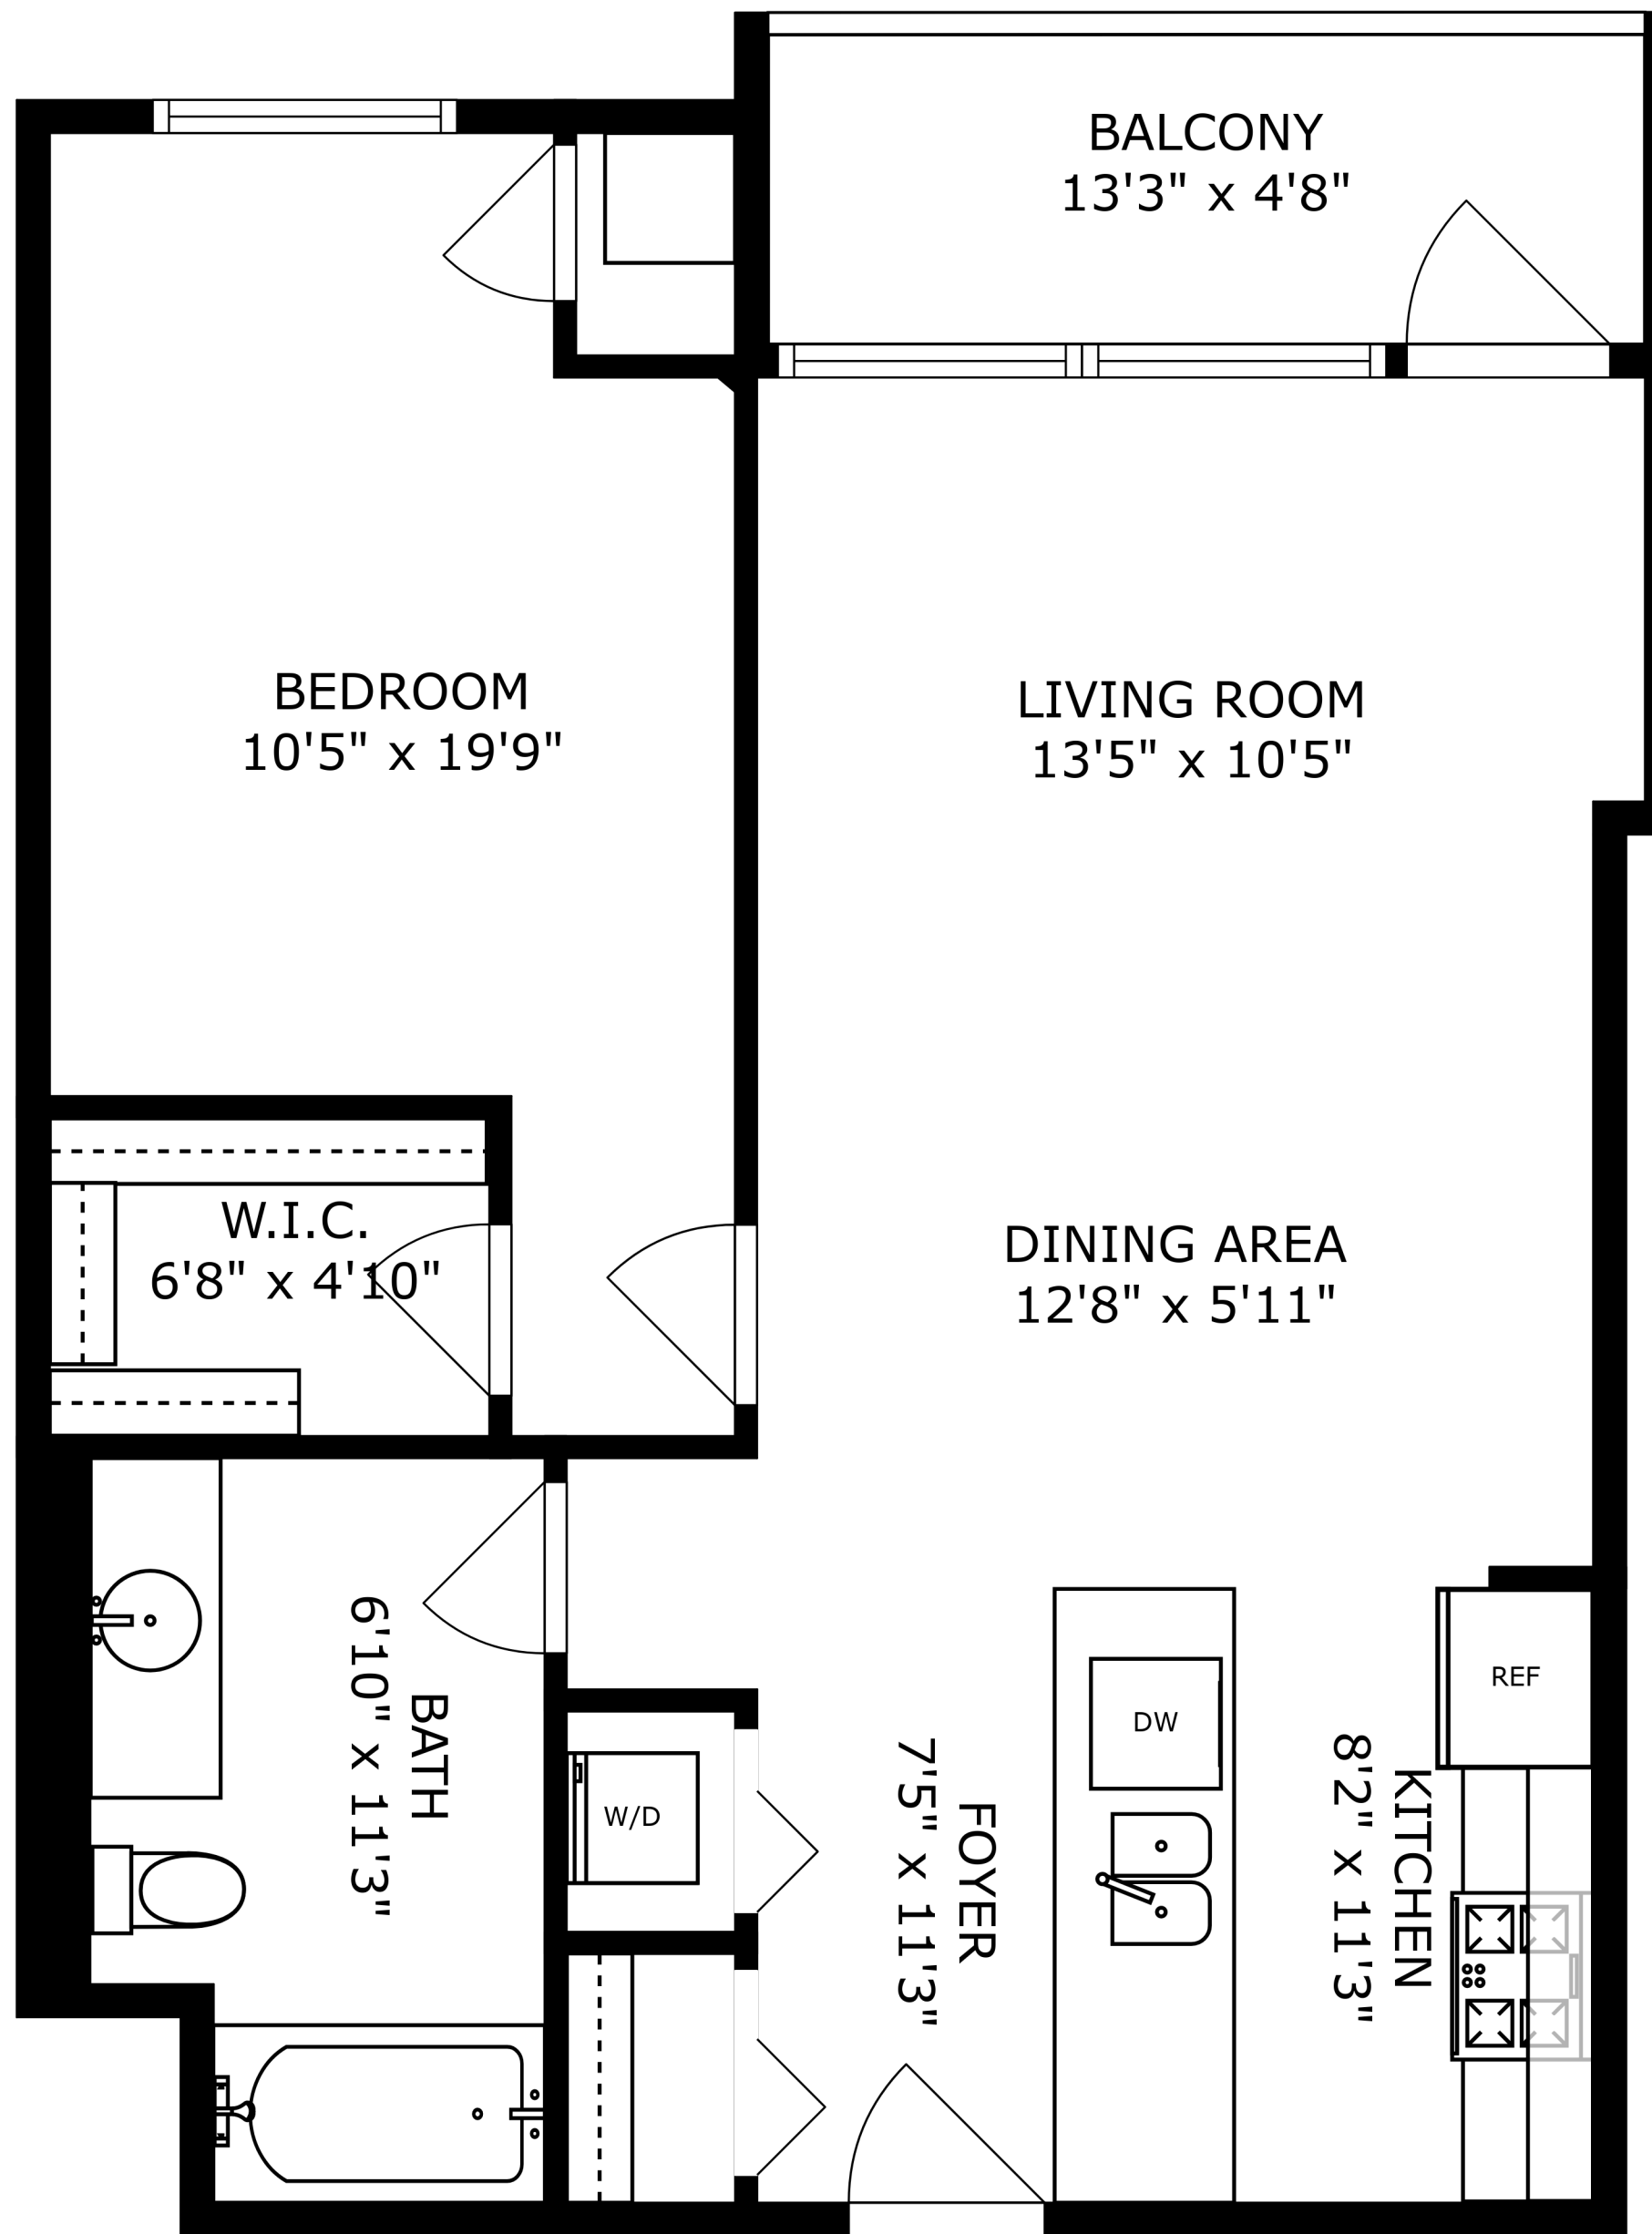 BALCONY
13'3" x 4'8"
BEDROOM
10'5" x 19'9"
LIVING ROOM
13'5" x 10'5"
W.I.C.
6'8" x 4'10"
DINING AREA
12'8" x 5'11"
BATH
6'10" x 11'3"
W/D
FOYER
7'5" x 11'3"
DW
KITCHEN
8'2" x 11'3"
REF